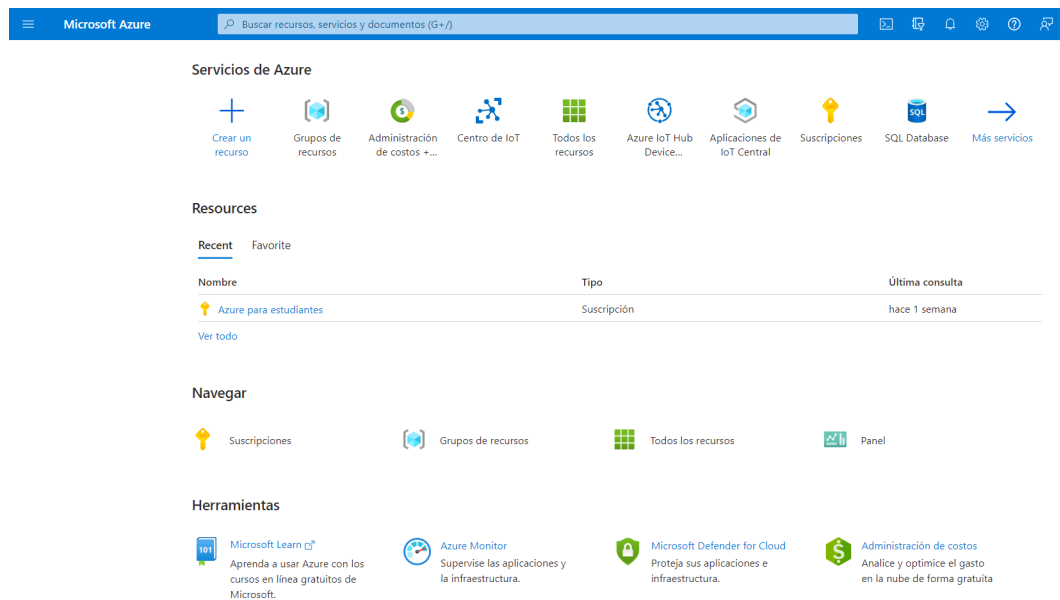 Microsoft Azure
Buscar recursos, servicios y documentos (G+/)
Servicios de Azure
Crear un recurso
Grupos de recursos
Administración de costos +...
Centro de IoT
Todos los recursos
Azure IoT Hub Device...
Aplicaciones de IoT Central
Suscripciones
SQL
SQL Database
Más servicios
Resources
Recent Favorite
Nombre Tipo Última consulta
Azure para estudiantes Suscripción hace 1 semana
Ver todo
Navegar
Suscripciones Grupos de recursos Todos los recursos Panel
Herramientas
101
Microsoft Learn
Aprenda a usar Azure con los
cursos en línea gratuitos de
Microsoft.
Azure Monitor
Supervise las aplicaciones y
la infraestructura.
Microsoft Defender for Cloud
Proteja sus aplicaciones e
infraestructura.
Administración de costos
Analice y optimice el gasto
en la nube de forma gratuita